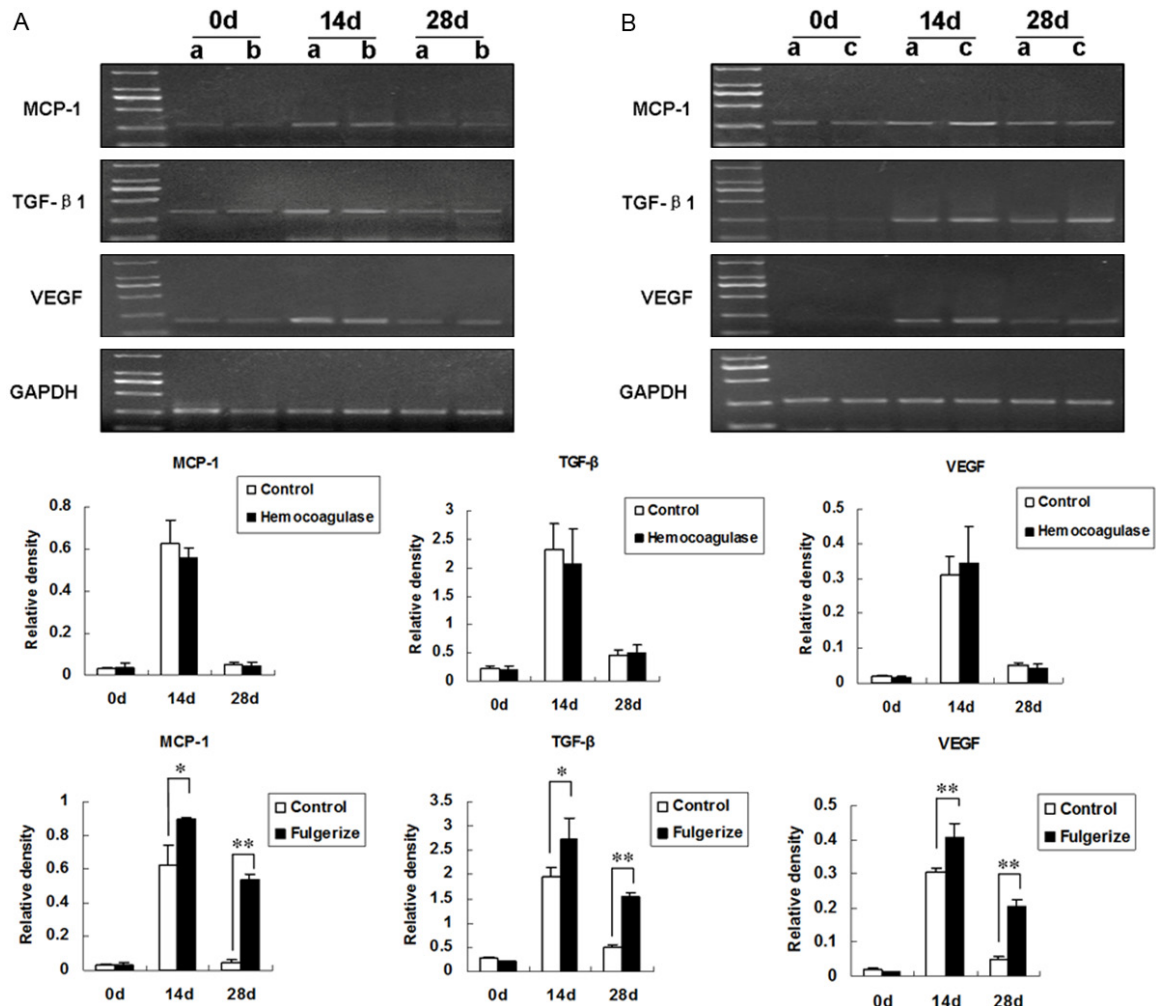 A
0d 14d 28d
a b a b a b
MCP-1
TGF-β1
VEGF
GAPDH
B
0d 14d 28d
a c a c a c
MCP-1
TGF-β1
VEGF
GAPDH
MCP-1
Relative density
0.8
0.6
0.4
0.2
0
0d 14d 28d
Control
Hemocoagulase
TGF-β
Relative density
3
2.5
2
1.5
1
0.5
0
0d 14d 28d
Control
Hemocoagulase
VEGF
Relative density
0.5
0.4
0.3
0.2
0.1
0
0d 14d 28d
Control
Hemocoagulase
MCP-1
Relative density
1
0.8
0.6
0.4
0.2
0
* **
0d 14d 28d
Control
Fulgerize
TGF-β
Relative density
3.5
3
2.5
2
1.5
1
0.5
0
* **
0d 14d 28d
Control
Fulgerize
VEGF
Relative density
0.5
0.4
0.3
0.2
0.1
0
** **
0d 14d 28d
Control
Fulgerize